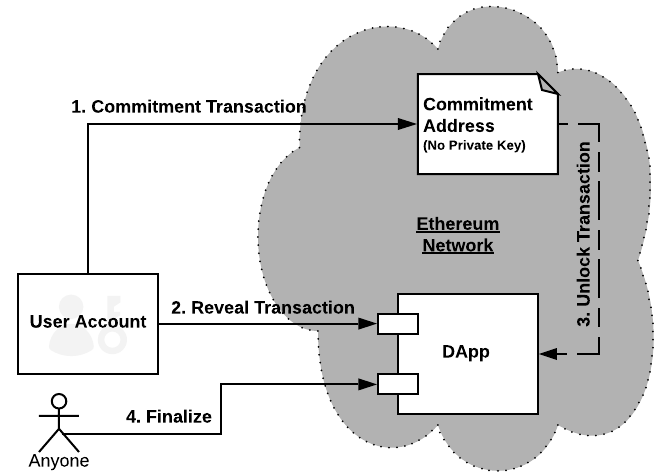 1. Commitment Transaction
Commitment
Address
(No Private Key)
3. Unlock Transaction
Ethereum
Network
User Account
2. Reveal Transaction
DApp
4. Finalize
Anyone